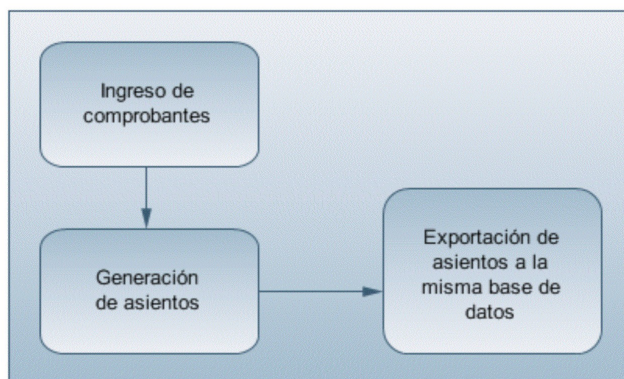 Ingreso de
comprobantes
Generación
de asientos
Exportación de
asientos a la
misma base de
datos